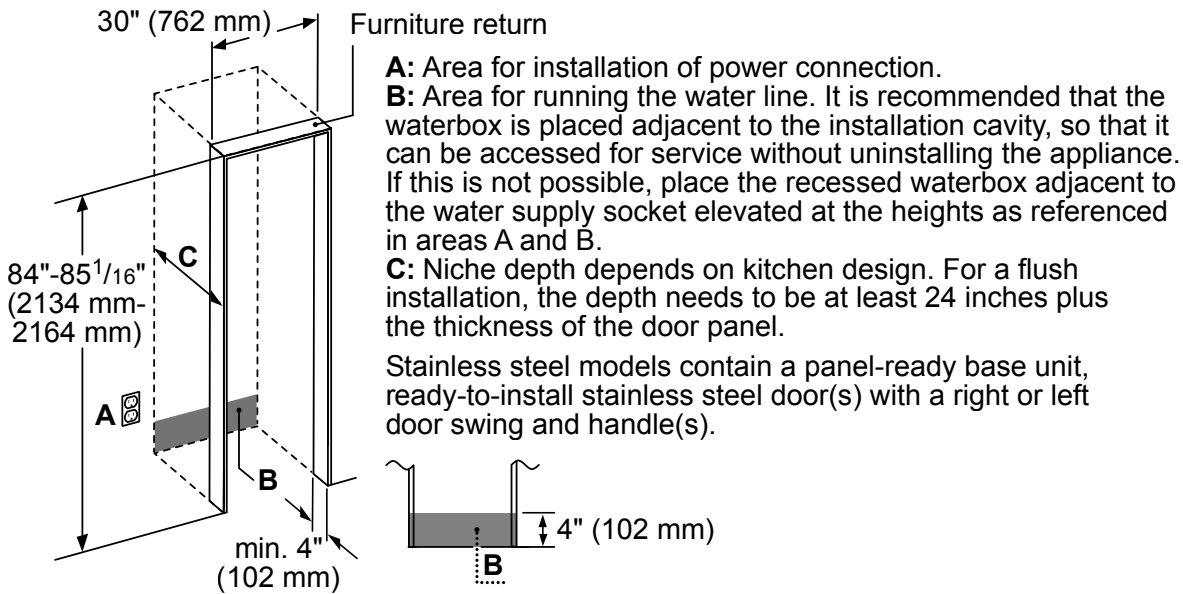 30" (762 mm)
Furniture return
A: Area for installation of power connection.
B: Area for running the water line. It is recommended that the
waterbox is placed adjacent to the installation cavity, so that it
can be accessed for service without uninstalling the appliance.
If this is not possible, place the recessed waterbox adjacent to
the water supply socket elevated at the heights as referenced
in areas A and B.
C: Niche depth depends on kitchen design. For a flush
installation, the depth needs to be at least 24 inches plus
the thickness of the door panel.
Stainless steel models contain a panel-ready base unit,
ready-to-install stainless steel door(s) with a right or left
door swing and handle(s).
C
84"-85 1/16"
(2134 mm-
2164 mm)
A
B
min. 4"
(102 mm)
4" (102 mm)
B